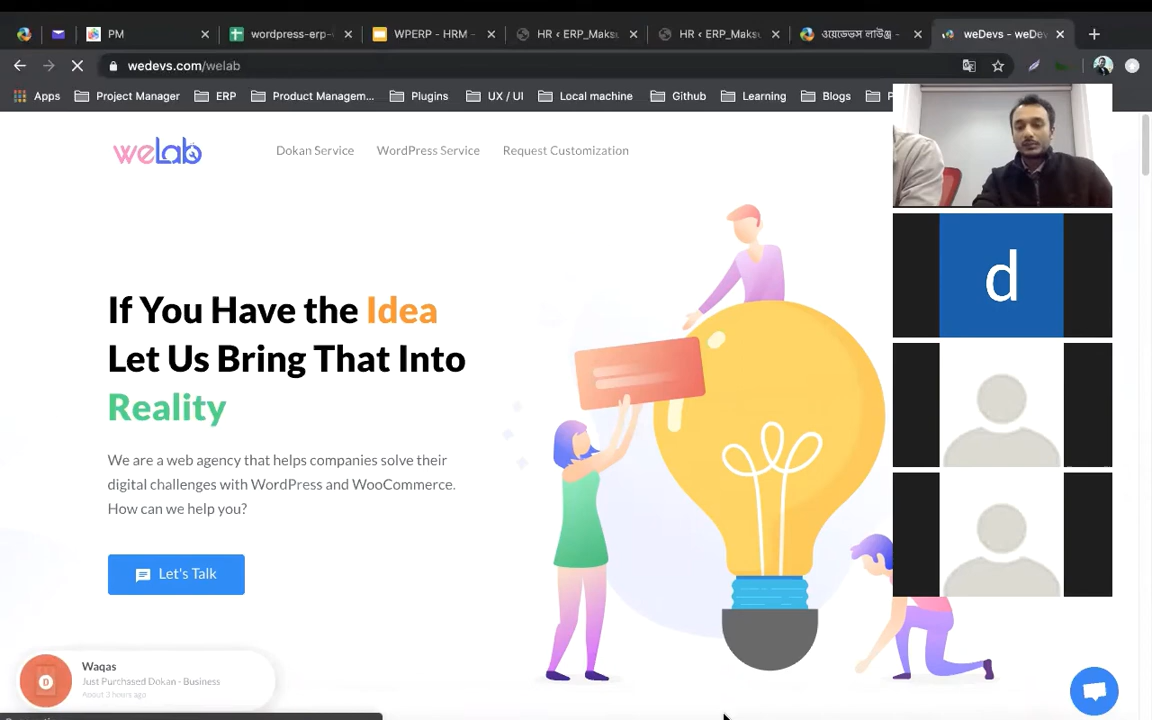 PM
wordpress-erp-
WPERP - HRM -
HR ‹ ERP_Maksu
HR ‹ ERP_Maksu
ওয়েডেভস লাউঞ্জ -
weDevs – weDev
wedevs.com/welab
Apps
Project Manager
ERP
Product Managem...
Plugins
UX / UI
Local machine
Github
Learning
Blogs
P
welab
Dokan Service
WordPress Service
Request Customization
If You Have the Idea
Let Us Bring That Into
Reality
We are a web agency that helps companies solve their
digital challenges with WordPress and WooCommerce.
How can we help you?
Let's Talk
d
Waqas
D
Just Purchased Dokan - Business
About 3 hours ago